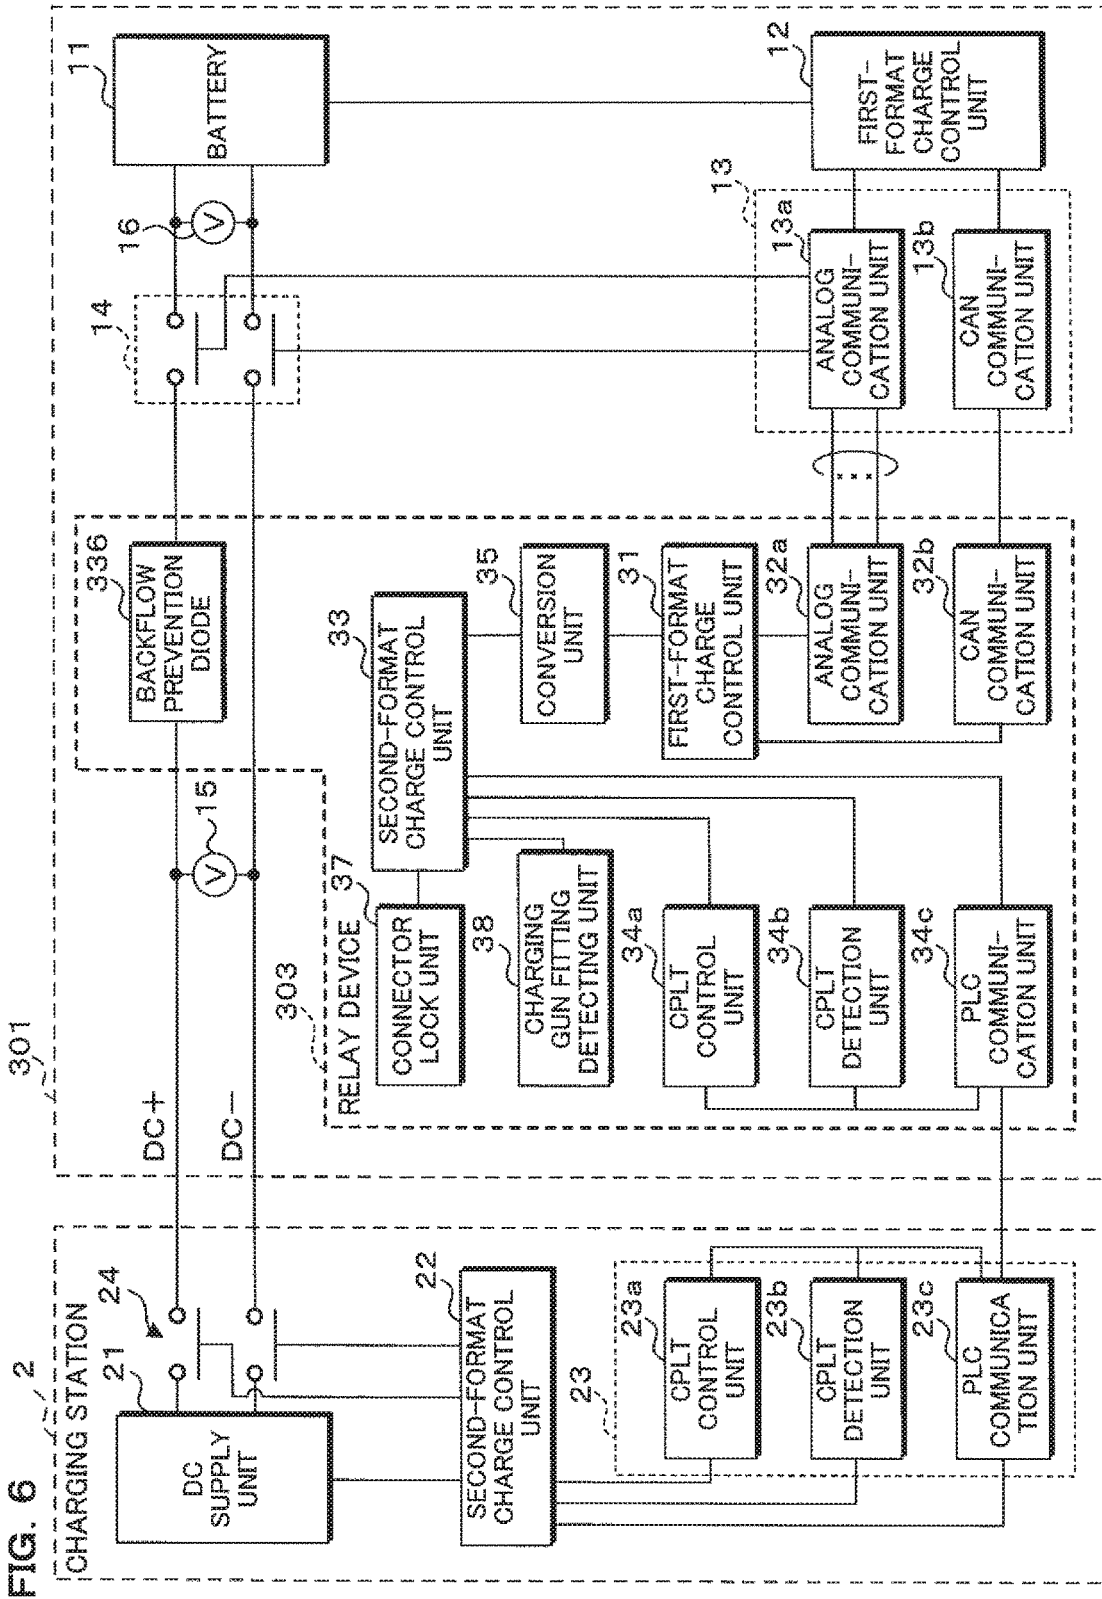 FIG. 6
2
CHARGING STATION
21
DC
SUPPLY
UNIT
24
22
SECOND-FORMAT
CHARGE CONTROL
UNIT
23
23a
CPLT
CONTROL
UNIT
23b
CPLT
DETECTION
UNIT
23c
PLC
COMMUNICA
TION UNIT
301
DC+
DC−
15
V
303
RELAY DEVICE
336
BACKFLOW
PREVENTION
DIODE
33
SECOND-FORMAT
CHARGE CONTROL
UNIT
37
CONNECTOR
LOCK UNIT
38
CHARGING
GUN FITTING
DETECTING UNIT
34a
CPLT
CONTROL
UNIT
34b
CPLT
DETECTION
UNIT
34c
PLC
COMMUNI-
CATION UNIT
35
CONVERSION
UNIT
31
FIRST-FORMAT
CHARGE
CONTROL UNIT
32a
ANALOG
COMMUNI-
CATION UNIT
32b
CAN
COMMUNI-
CATION UNIT
14
16
V
11
BATTERY
13
13a
ANALOG
COMMUNI-
CATION UNIT
13b
CAN
COMMUNI-
CATION UNIT
12
FIRST-
FORMAT
CHARGE
CONTROL
UNIT